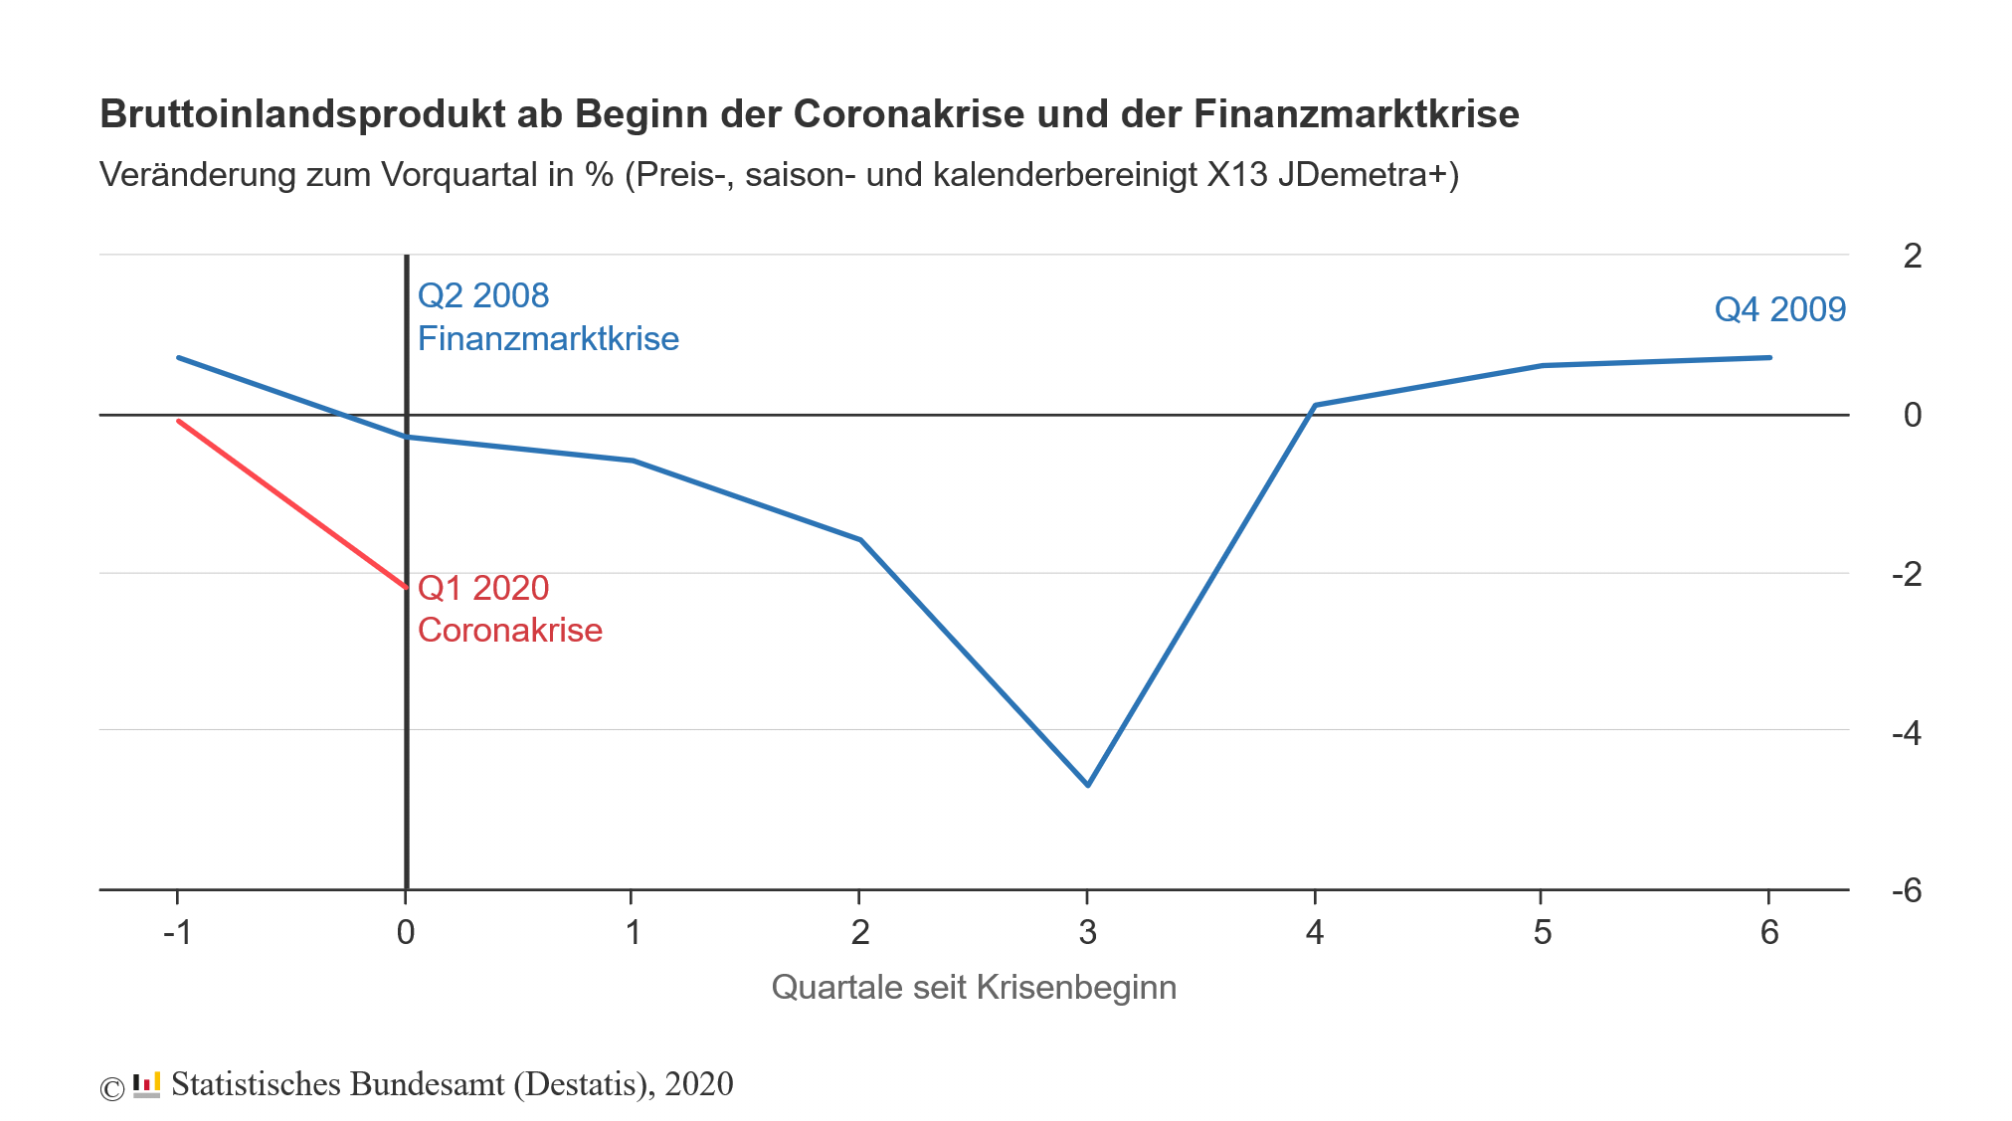 Bruttoinlandsprodukt ab Beginn der Coronakrise und der Finanzmarktkrise
Veränderung zum Vorquartal in % (Preis-, saison- und kalenderbereinigt X13 JDemetra+)
2
Q2 2008
Finanzmarktkrise
Q4 2009
0
-2
Q1 2020
Coronakrise
-4
-6
-1 0 1 2 3 4 5 6
Quartale seit Krisenbeginn
© Statistisches Bundesamt (Destatis), 2020